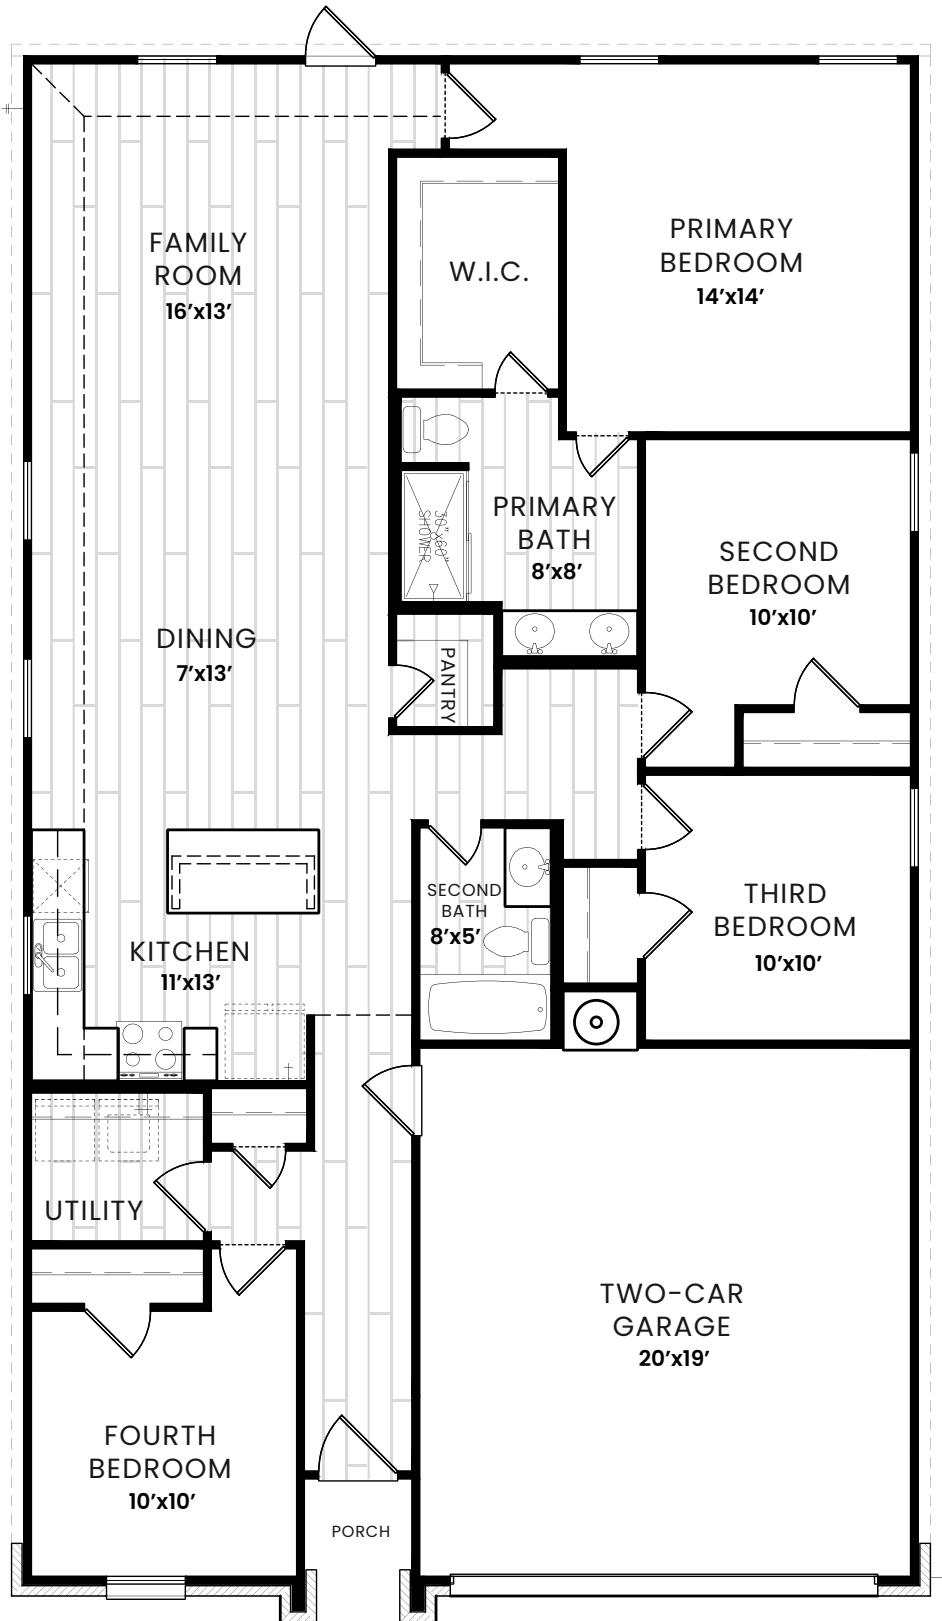 FAMILY
ROOM
16’x13’
W.I.C.
PRIMARY
BEDROOM
14’x14’
PRIMARY
BATH
8’x8’
30"x60"
SHOWER
SECOND
BEDROOM
10’x10’
DINING
7’x13’
PANTRY
KITCHEN
11’x13’
SECOND
BATH
8’x5’
THIRD
BEDROOM
10’x10’
UTILITY
TWO-CAR
GARAGE
20’x19’
FOURTH
BEDROOM
10’x10’
PORCH